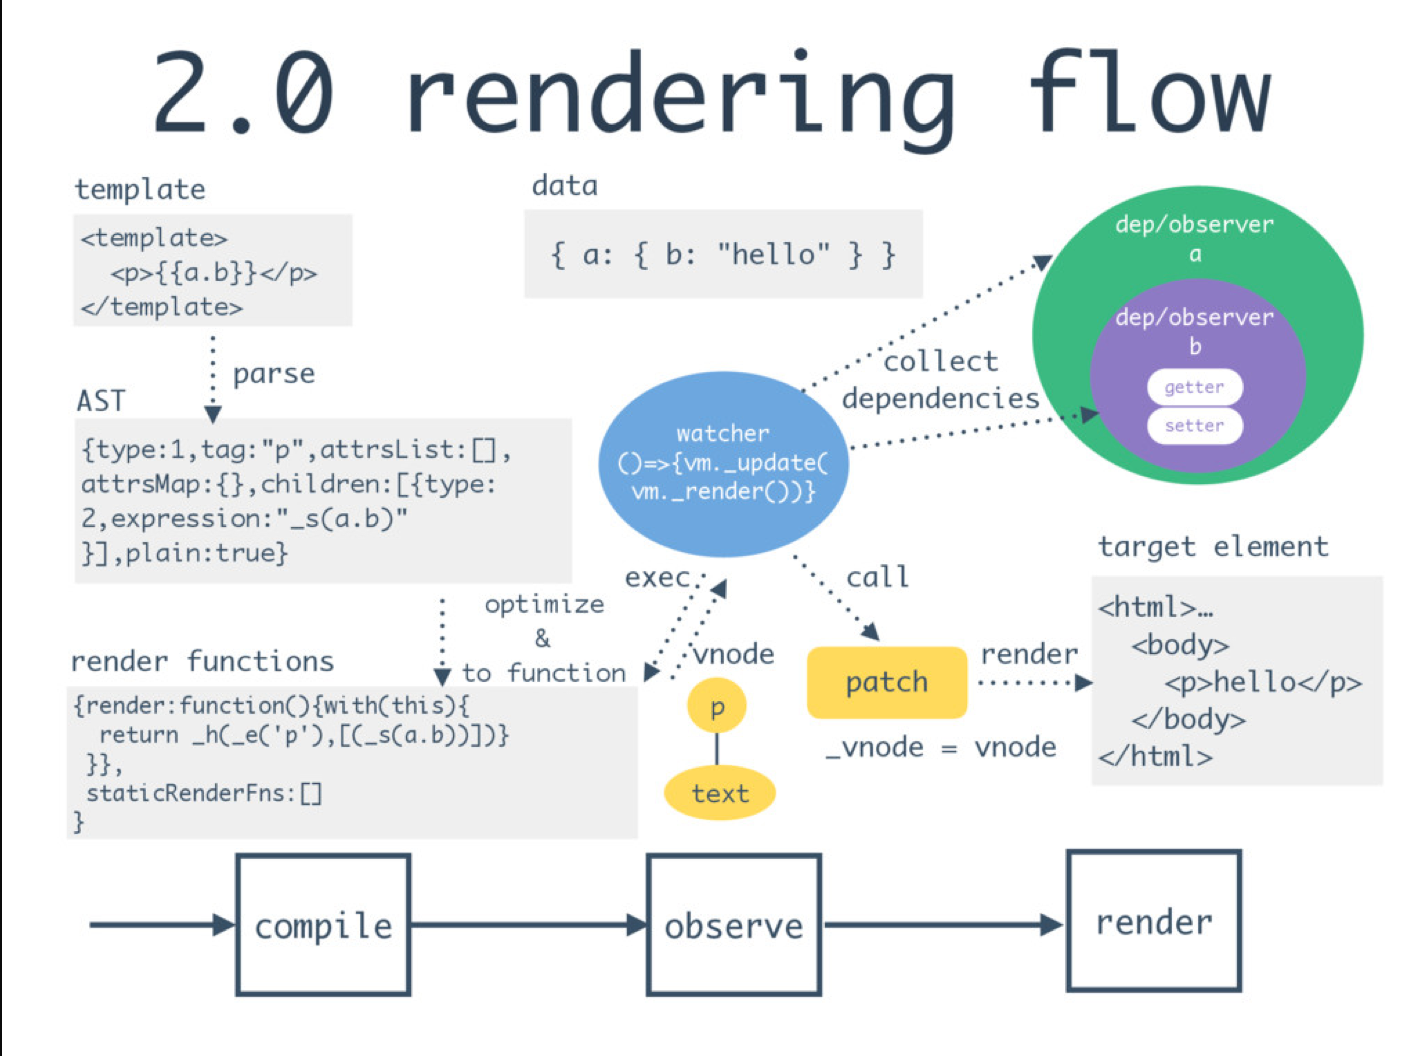 2.0 rendering flow
template
<template>
<p>{{a.b}}</p>
</template>
parse
AST
{type:1,tag:"p",attrsList:[],
attrsMap:{},children:[{type:
2,expression:"_s(a.b)"
}],plain:true}
optimize
&
to function
render functions
{render:function(){with(this){
return _h(_e('p'),[(_s(a.b))])}
}},
staticRenderFns:[]
}
data
{ a: { b: "hello" } }
dep/observer
a
dep/observer
b
getter
setter
collect
dependencies
watcher
()=>{vm._update(
vm._render())}
exec
vnode
p
text
call
patch
_vnode = vnode
render
target element
<html>…
<body>
<p>hello</p>
</body>
</html>
compile
observe
render